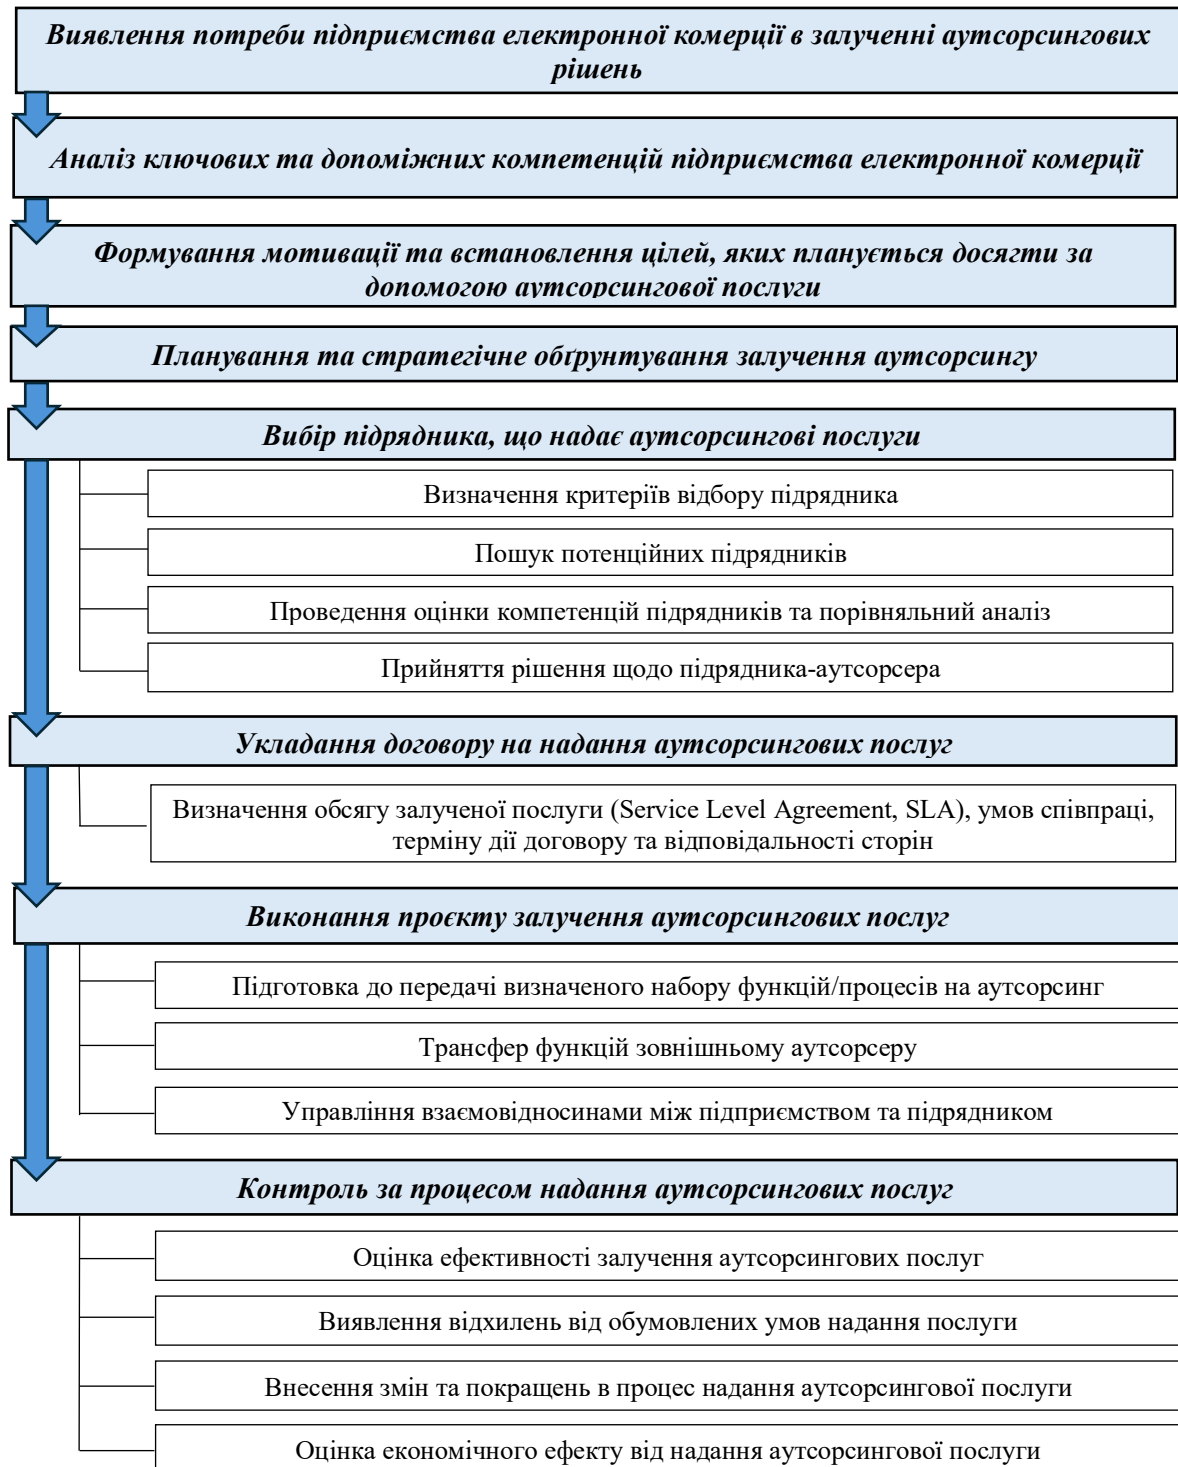 Виявлення потреби підприємства електронної комерції в залученні аутсорсингових
рішень
Аналіз ключових та допоміжних компетенцій підприємства електронної комерції
Формування мотивації та встановлення цілей, яких планується досягти за
допомогою аутсорсингової послуги
Планування та стратегічне обґрунтування залучення аутсорсингу
Вибір підрядника, що надає аутсорсингові послуги
Визначення критеріїв відбору підрядника
Пошук потенційних підрядників
Проведення оцінки компетенцій підрядників та порівняльний аналіз
Прийняття рішення щодо підрядника-аутсорсера
Укладання договору на надання аутсорсингових послуг
Визначення обсягу залученої послуги (Service Level Agreement, SLA), умов співпраці,
терміну дії договору та відповідальності сторін
Виконання проєкту залучення аутсорсингових послуг
Підготовка до передачі визначеного набору функцій/процесів на аутсорсинг
Трансфер функцій зовнішньому аутсорсеру
Управління взаємовідносинами між підприємством та підрядником
Контроль за процесом надання аутсорсингових послуг
Оцінка ефективності залучення аутсорсингових послуг
Виявлення відхилень від обумовлених умов надання послуги
Внесення змін та покращень в процес надання аутсорсингової послуги
Оцінка економічного ефекту від надання аутсорсингової послуги